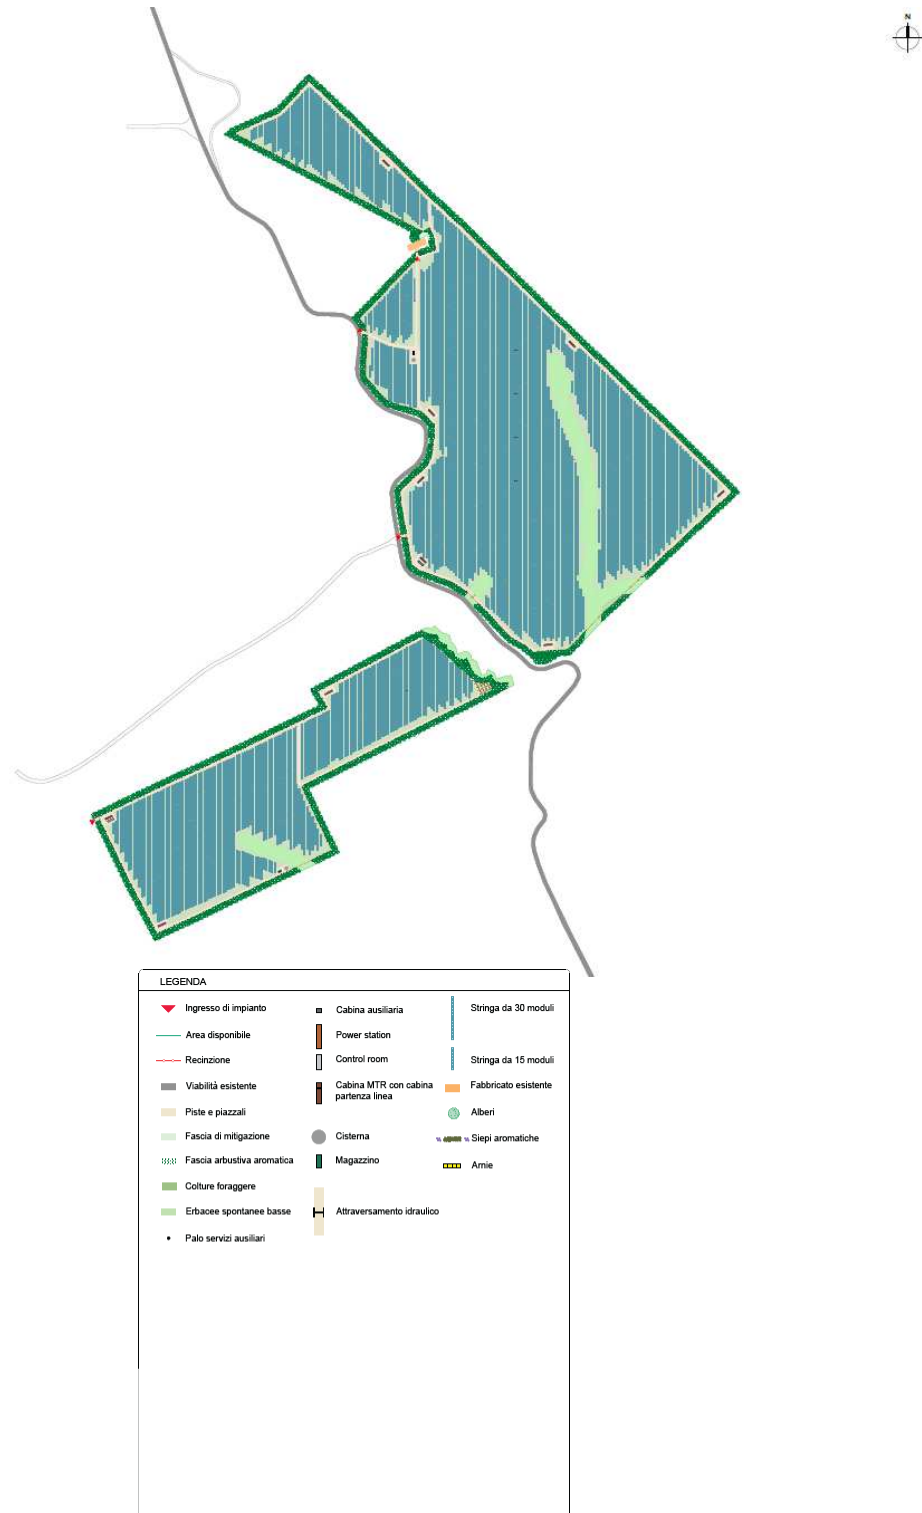 N
LEGENDA
Ingresso di impianto
Area disponibile
Recinzione
Viabilità esistente
Piste e piazzali
Fascia di mitigazione
Fascia arbustiva aromatica
Colture foraggere
Erbacee spontanee basse
Palo servizi ausiliari
Cabina ausiliaria
Power station
Control room
Cabina MTR con cabina
partenza linea
Cisterna
Magazzino
Attraversamento idraulico
Stringa da 30 moduli
Stringa da 15 moduli
Fabbricato esistente
Alberi
Siepi aromatiche
Arnie